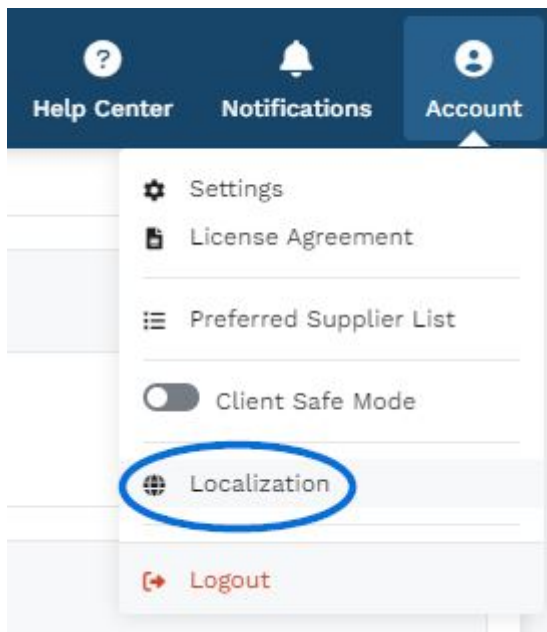 Help Center
Notifications
Account
Settings
License Agreement
Preferred Supplier List
Client Safe Mode
Localization
Logout